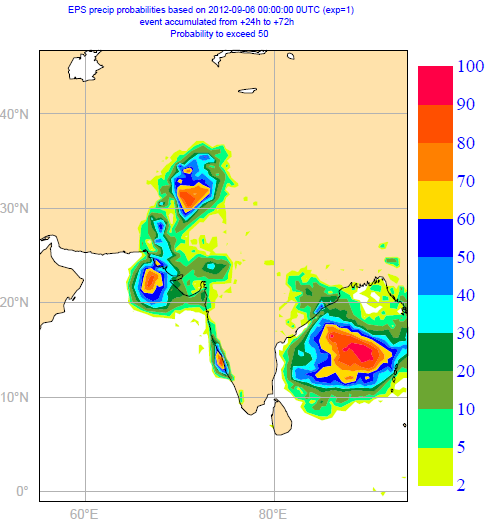 EPS precip probabilities based on 2012-09-06 00:00:00 0UTC (exp=1)
event accumulated from +24h to +72h
Probability to exceed 50
100
90
80
70
60
50
40
30
20
10
5
2
40°N
30°N
20°N
10°N
0°
60°E
80°E